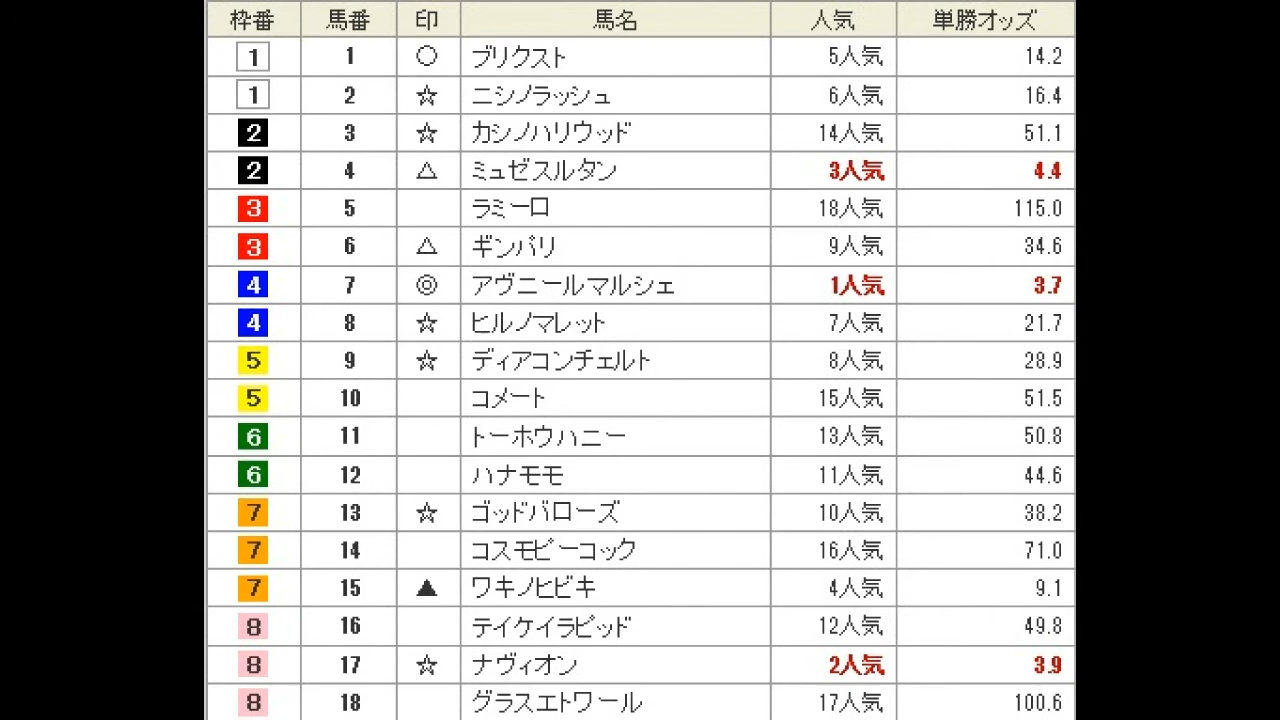 枠番 馬番 印 馬名 人気 単勝オッズ
1 1 ○ ブリクスト 5人気 14.2
1 2 ☆ ニシノラッシュ 6人気 16.4
2 3 ☆ カシノハリウッド 14人気 51.1
2 4 △ ミュゼスルタン 3人気 4.4
3 5 ラミーロ 18人気 115.0
3 6 △ ギンパリ 9人気 34.6
4 7 ◎ アヴニールマルシェ 1人気 3.7
4 8 ☆ ヒルノマレット 7人気 21.7
5 9 ☆ ディアコンチェルト 8人気 28.9
5 10 コメート 15人気 51.5
6 11 トーホウハニー 13人気 50.8
6 12 ハナモモ 11人気 44.6
7 13 ☆ ゴッドバローズ 10人気 38.2
7 14 コスモピーコック 16人気 71.0
7 15 ▲ ワキノヒビキ 4人気 9.1
8 16 テイケイラピッド 12人気 49.8
8 17 ☆ ナヴィオン 2人気 3.9
8 18 グラスエトワール 17人気 100.6